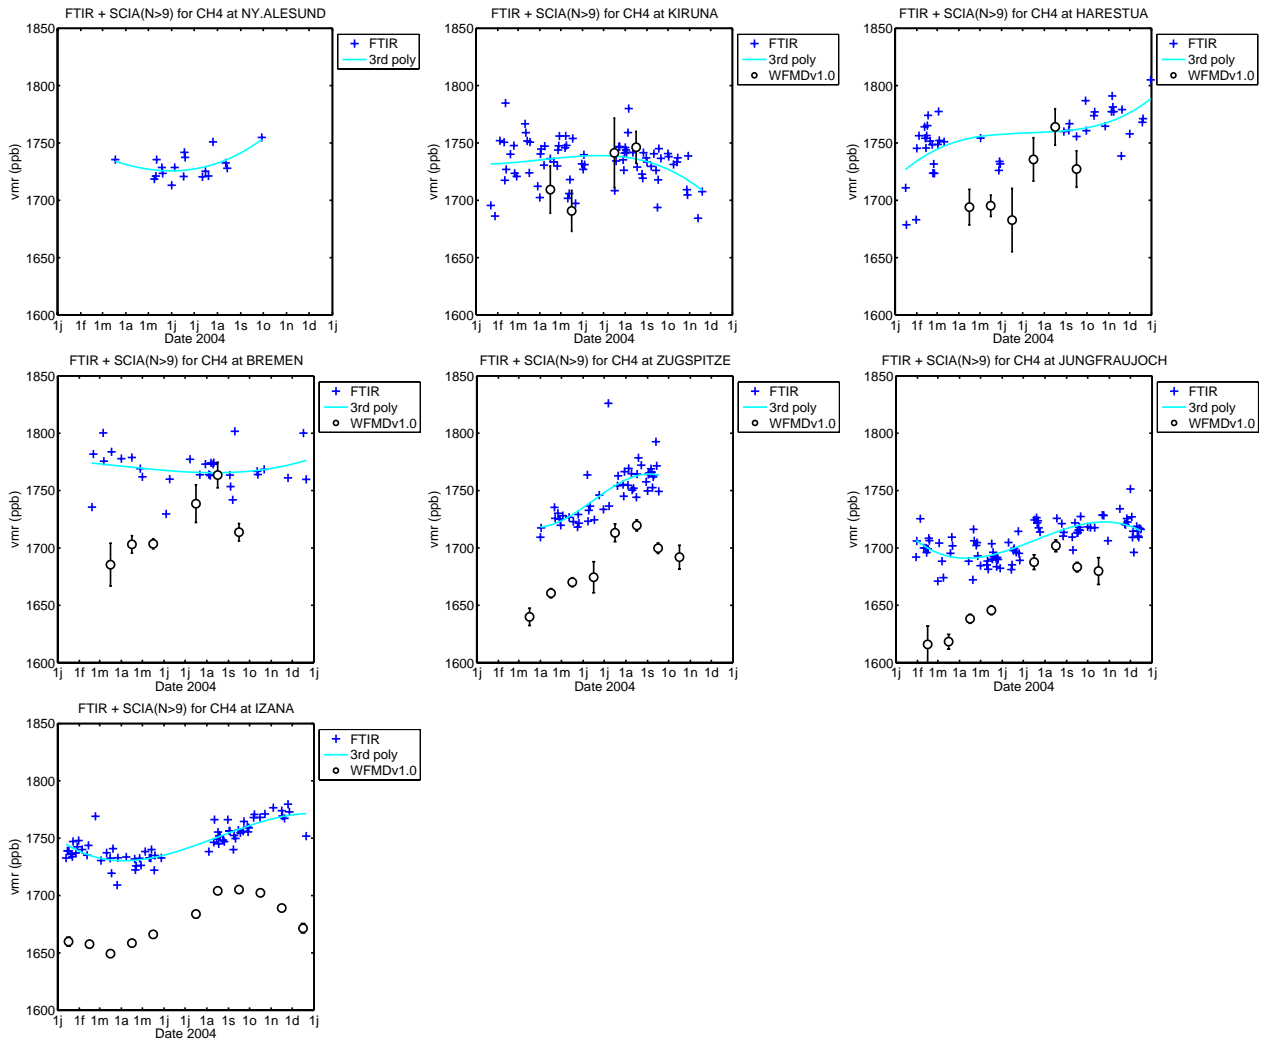 FTIR + SCIA(N>9) for CH4 at NY.ALESUND
vmr (ppb)
1850
1800
1750
1700
1650
1600
1j 1f 1m 1a 1m 1j 1j 1a 1s 1o 1n 1d 1j
Date 2004
FTIR
3rd poly
FTIR + SCIA(N>9) for CH4 at KIRUNA
vmr (ppb)
1850
1800
1750
1700
1650
1600
1j 1f 1m 1a 1m 1j 1j 1a 1s 1o 1n 1d 1j
Date 2004
FTIR
3rd poly
WFMDv1.0
FTIR + SCIA(N>9) for CH4 at HARESTUA
vmr (ppb)
1850
1800
1750
1700
1650
1600
1j 1f 1m 1a 1m 1j 1j 1a 1s 1o 1n 1d 1j
Date 2004
FTIR
3rd poly
WFMDv1.0
FTIR + SCIA(N>9) for CH4 at BREMEN
vmr (ppb)
1850
1800
1750
1700
1650
1600
1j 1f 1m 1a 1m 1j 1j 1a 1s 1o 1n 1d 1j
Date 2004
FTIR
3rd poly
WFMDv1.0
FTIR + SCIA(N>9) for CH4 at ZUGSPITZE
vmr (ppb)
1850
1800
1750
1700
1650
1600
1j 1f 1m 1a 1m 1j 1j 1a 1s 1o 1n 1d 1j
Date 2004
FTIR
3rd poly
WFMDv1.0
FTIR + SCIA(N>9) for CH4 at JUNGFRAUJOCH
vmr (ppb)
1850
1800
1750
1700
1650
1600
1j 1f 1m 1a 1m 1j 1j 1a 1s 1o 1n 1d 1j
Date 2004
FTIR
3rd poly
WFMDv1.0
FTIR + SCIA(N>9) for CH4 at IZANA
vmr (ppb)
1850
1800
1750
1700
1650
1600
1j 1f 1m 1a 1m 1j 1j 1a 1s 1o 1n 1d 1j
Date 2004
FTIR
3rd poly
WFMDv1.0